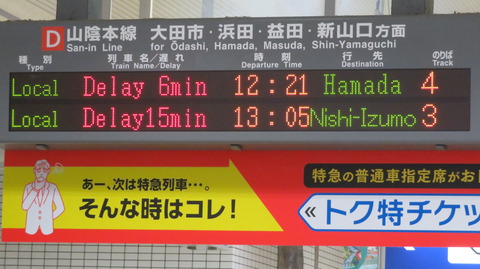 D 山陰本線 大田市・浜田・益田・新山口方面
San-in Line for Ōdashi, Hamada, Masuda, Shin-Yamaguchi
種別 列車名/遅れ 時刻 行先 のりば
Type Train Name/Delay Departure Time Destination Track
Local Delay 6min 12:21 Hamada 4
Local Delay15min 13:05 Nishi-Izumo 3
あー、次は特急列車…。
そんな時はコレ!
特急の普通車指定席がお
≪トク特チケッ